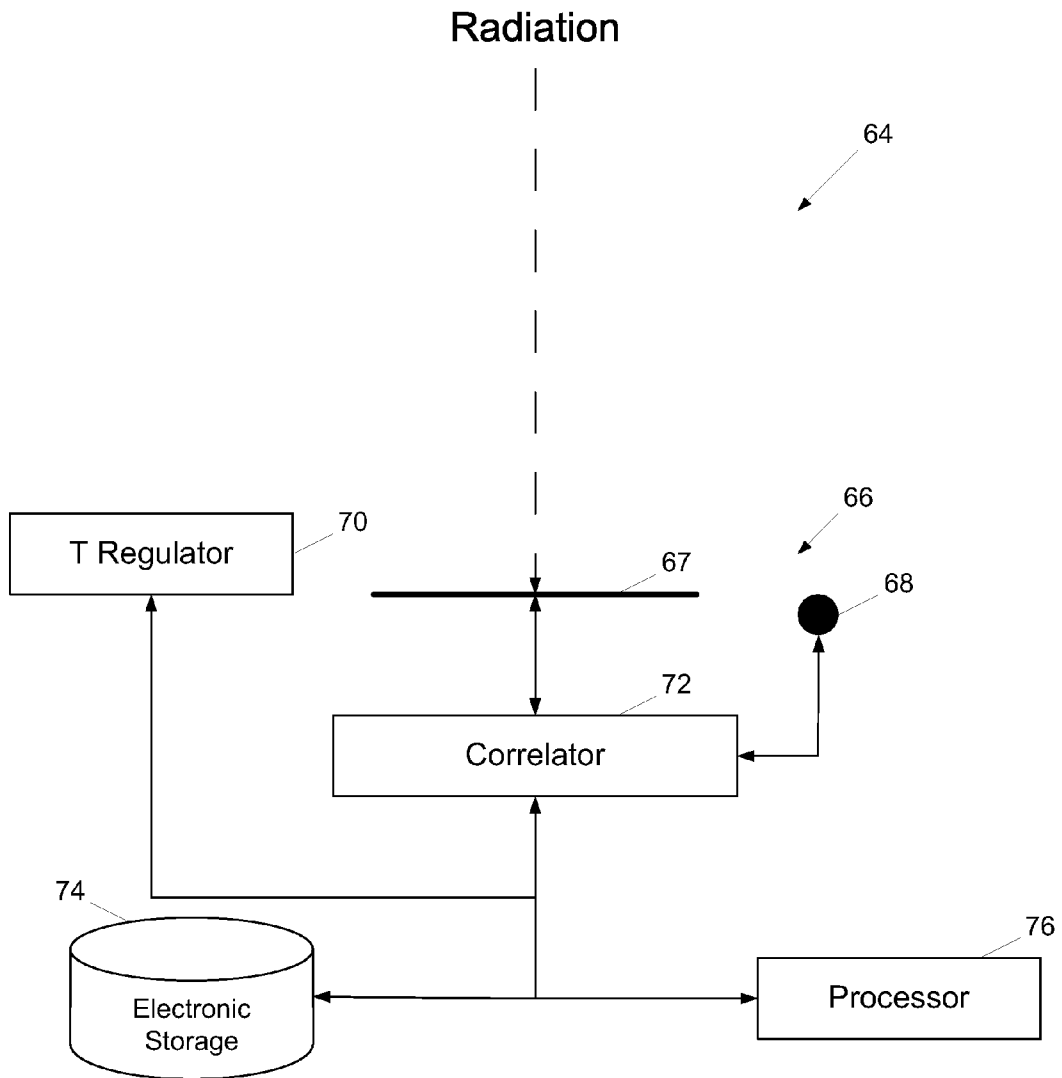 Radiation
64
66
70
T Regulator
67
68
72
Correlator
74
76
Electronic
Storage
Processor